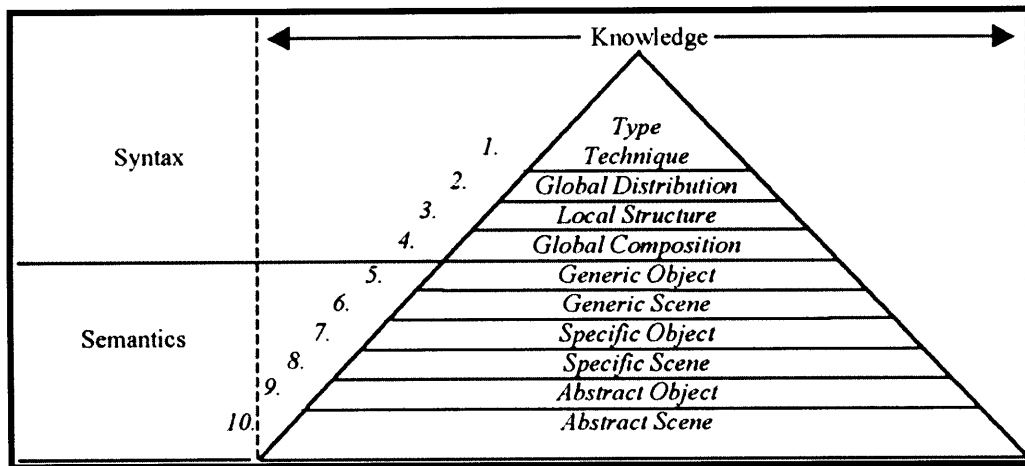 Knowledge
Syntax
1. Type
Technique
2. Global Distribution
3. Local Structure
4. Global Composition
Semantics
5. Generic Object
6. Generic Scene
7. Specific Object
8. Specific Scene
9. Abstract Object
10. Abstract Scene